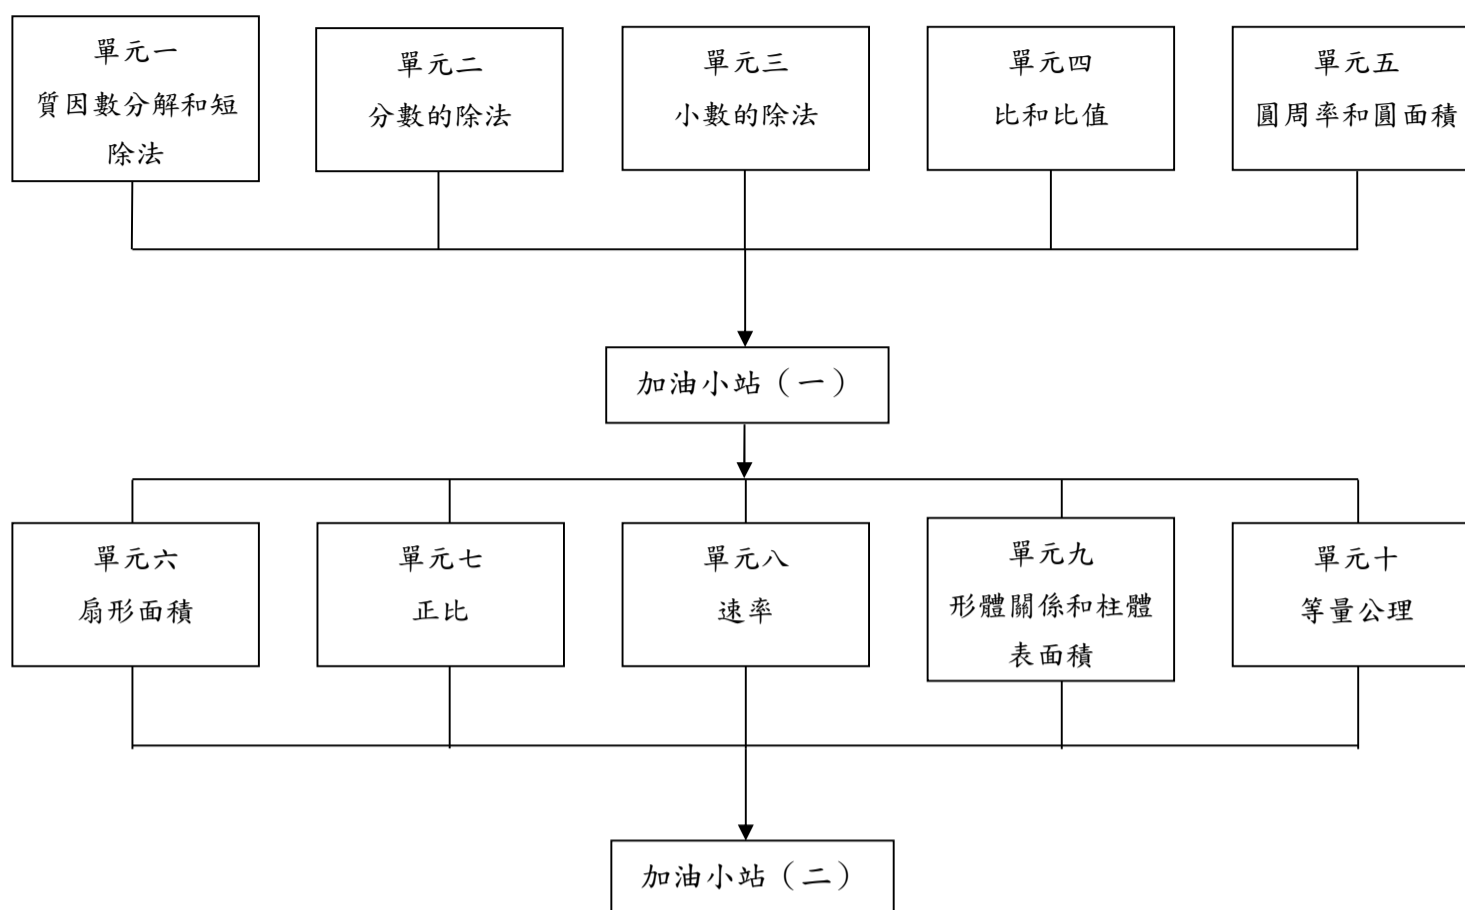 單元一
質因數分解和短
除法
單元二
分數的除法
單元三
小數的除法
單元四
比和比值
單元五
圓周率和圓面積
加油小站（一）
單元六
扇形面積
單元七
正比
單元八
速率
單元九
形體關係和柱體
表面積
單元十
等量公理
加油小站（二）